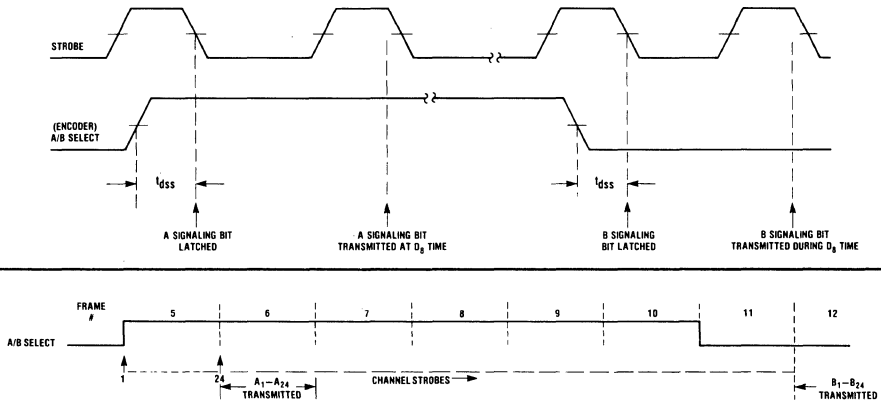 STROBE
(ENCODER)
A/B SELECT
tdss
tdss
A SIGNALING BIT
LATCHED
A SIGNALING BIT
TRANSMITTED AT D8 TIME
B SIGNALING
BIT LATCHED
B SIGNALING BIT
TRANSMITTED DURING D8 TIME
FRAME
#
5 6 7 8 9 10 11 12
A/B SELECT
1
24
A1–A24
TRANSMITTED
CHANNEL STROBES
B1–B24
TRANSMITTED